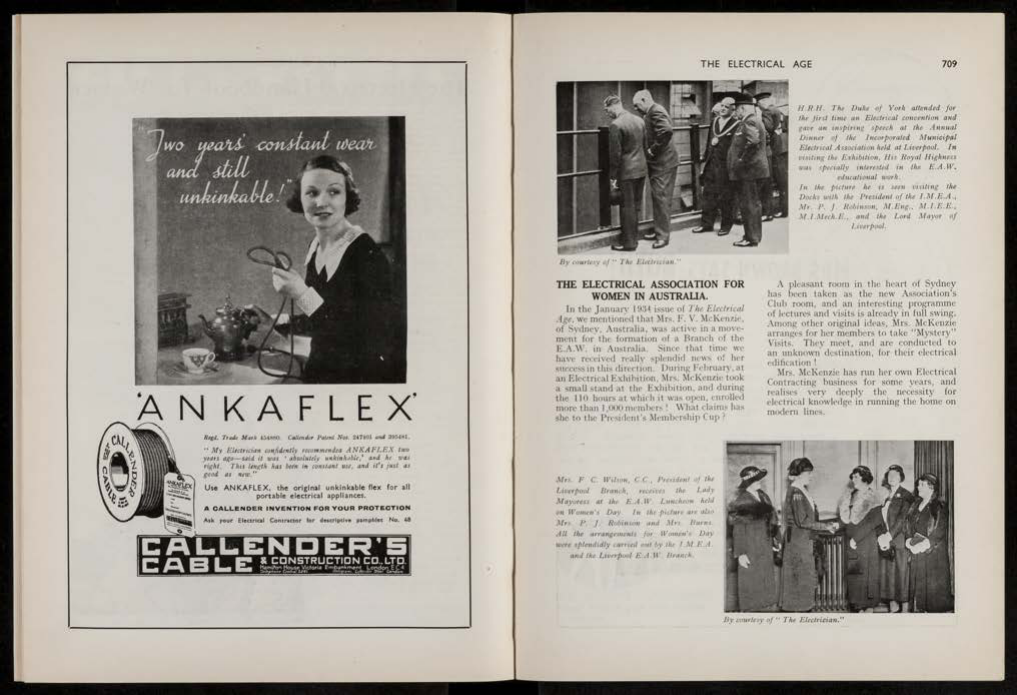 "Two years' constant wear
and still
unkinkable!"
'ANKAFLEX'
Regd. Trade Mark Callender Patent Nos. and
" My Electrician confidently recommended ANKAFLEX two
years ago—said it was ' absolutely unkinkable,' and he was
right. This length has been in constant use, and it's just as
good as new."
Use ANKAFLEX, the original unkinkable flex for all
portable electrical appliances.
A CALLENDER INVENTION FOR YOUR PROTECTION
Ask your Electrical Contractor for descriptive pamphlet No. 68
CALLENDER
CABLE
ANKAFLEX
CALLENDER'S
CABLE & CONSTRUCTION CO., LTD.
Hamilton House, Victoria Embankment, London, E.C.4
THE ELECTRICAL AGE 709
H.R.H. The Duke of York attended for
the first time an Electrical convention and
gave an inspiring speech at the Annual
Dinner of the Incorporated Municipal
Electrical Association held at Liverpool. In
visiting the Exhibition, His Royal Highness
was specially interested in the E.A.W.
educational work.
In the picture he is seen visiting the
Docks with the President of the I.M.E.A.,
Mr. P. J. Robinson, M.Eng., M.I.E.E.,
M.I.Mech.E., and the Lord Mayor of
Liverpool.
By courtesy of " The Electrician."
THE ELECTRICAL ASSOCIATION FOR
WOMEN IN AUSTRALIA.
In the January 1934 issue of The Electrical
Age, we mentioned that Mrs. F. V. McKenzie,
of Sydney, Australia, was active in a move-
ment for the formation of a Branch of the
E.A.W. in Australia. Since that time we
have received really splendid news of her
success in this direction. During February, at
an Electrical Exhibition, Mrs. McKenzie took
a small stand at the Exhibition, and during
the 110 hours at which it was open, enrolled
more than 1,000 members ! What claims has
she to the President's Membership Cup ?
A pleasant room in the heart of Sydney
has been taken as the new Association's
Club room, and an interesting programme
of lectures and visits is already in full swing.
Among other original ideas, Mrs. McKenzie
arranges for her members to take "Mystery"
Visits. They meet, and are conducted to
an unknown destination, for their electrical
edification !
Mrs. McKenzie has run her own Electrical
Contracting business for some years, and
realises very deeply the necessity for
electrical knowledge in running the home on
modern lines.
Mrs. F. C. Wilson, C.C., President of the
Liverpool Branch, receives the Lady
Mayoress at the E.A.W. Luncheon held
on Women's Day. In the picture are also
Mrs. P. J. Robinson and Mrs. Burns.
All the arrangements for Women's Day
were splendidly carried out by the I.M.E.A.
and the Liverpool E.A.W. Branch.
By courtesy of " The Electrician."